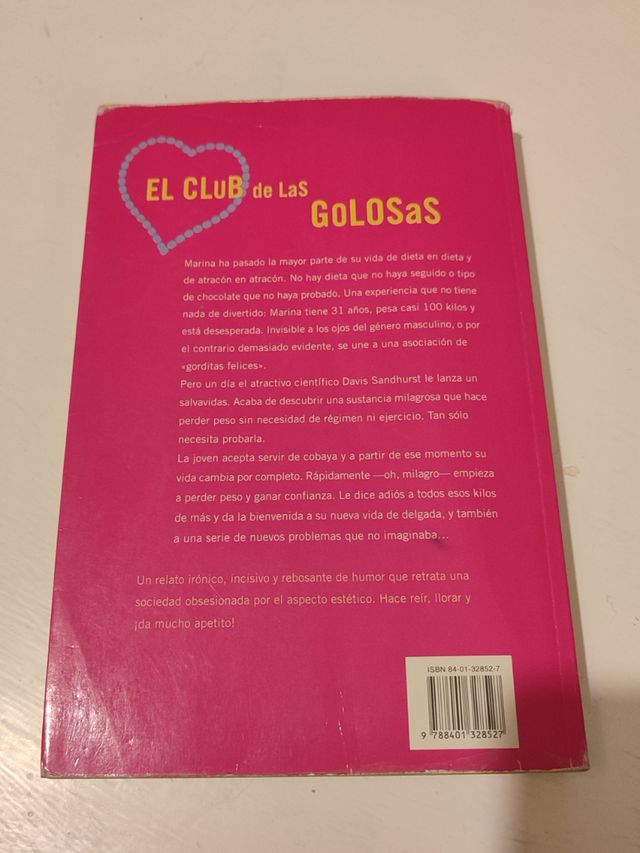 EL CLuB de LaS
GoLOSaS
Marina ha pasado la mayor parte de su vida de dieta en dieta y
de atracón en atracón. No hay dieta que no haya seguido o tipo
de chocolate que no haya probado. Una experiencia que no tiene
nada de divertido: Marina tiene 31 años, pesa casi 100 kilos y
está desesperada. Invisible a los ojos del género masculino, o por
el contrario demasiado evidente, se une a una asociación de
«gorditas felices».
Pero un día el atractivo científico Davis Sandhurst le lanza un
salvavidas. Acaba de descubrir una sustancia milagrosa que hace
perder peso sin necesidad de régimen ni ejercicio. Tan sólo
necesita probarla.
La joven acepta servir de cobaya y a partir de ese momento su
vida cambia por completo. Rápidamente —oh, milagro— empieza
a perder peso y ganar confianza. Le dice adiós a todos esos kilos
de más y da la bienvenida a su nueva vida de delgada, y también
a una serie de nuevos problemas que no imaginaba...
Un relato irónico, incisivo y rebosante de humor que retrata una
sociedad obsesionada por el aspecto estético. Hace reír, llorar y
¡da mucho apetito!
ISBN 84-01-32852-7
9 788401 328527